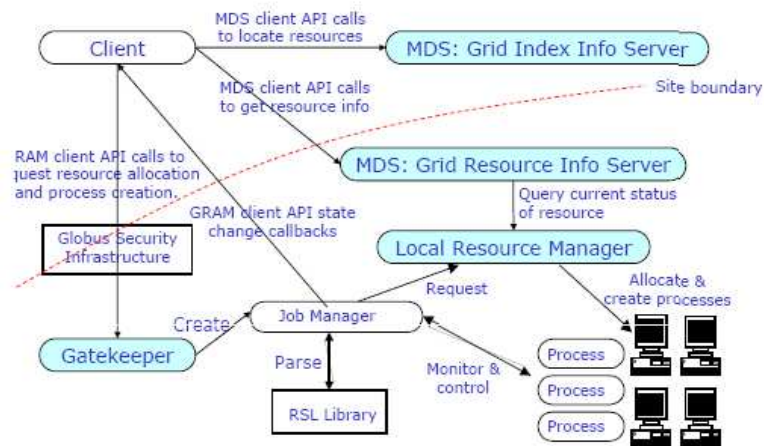 MDS client API calls
to locate resources
Client
MDS: Grid Index Info Server
MDS client API calls
to get resource info
Site boundary
RAM client API calls to
uest resource allocation
and process creation.
MDS: Grid Resource Info Server
Query current status
of resource
GRAM client API state
change callbacks
Globus Security
Infrastructure
Local Resource Manager
Request
Allocate &
create processes
Create
Job Manager
Gatekeeper
Parse
Monitor &
control
Process
Process
Process
RSL Library